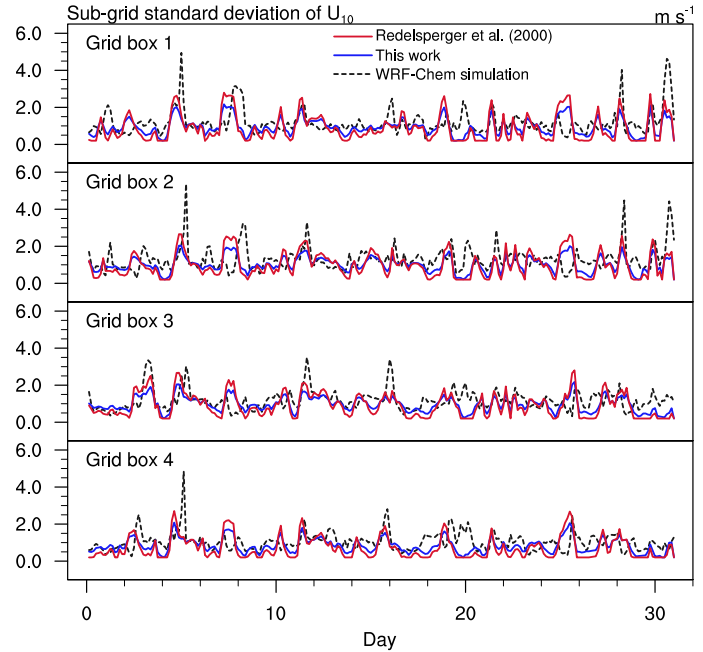 Sub-grid standard deviation of U₁₀ m s⁻¹
6.0
Grid box 1
Redelsperger et al. (2000)
This work
WRF-Chem simulation
4.0
2.0
0.0
6.0
Grid box 2
4.0
2.0
0.0
6.0
Grid box 3
4.0
2.0
0.0
6.0
Grid box 4
4.0
2.0
0.0
0 10 20 30
Day